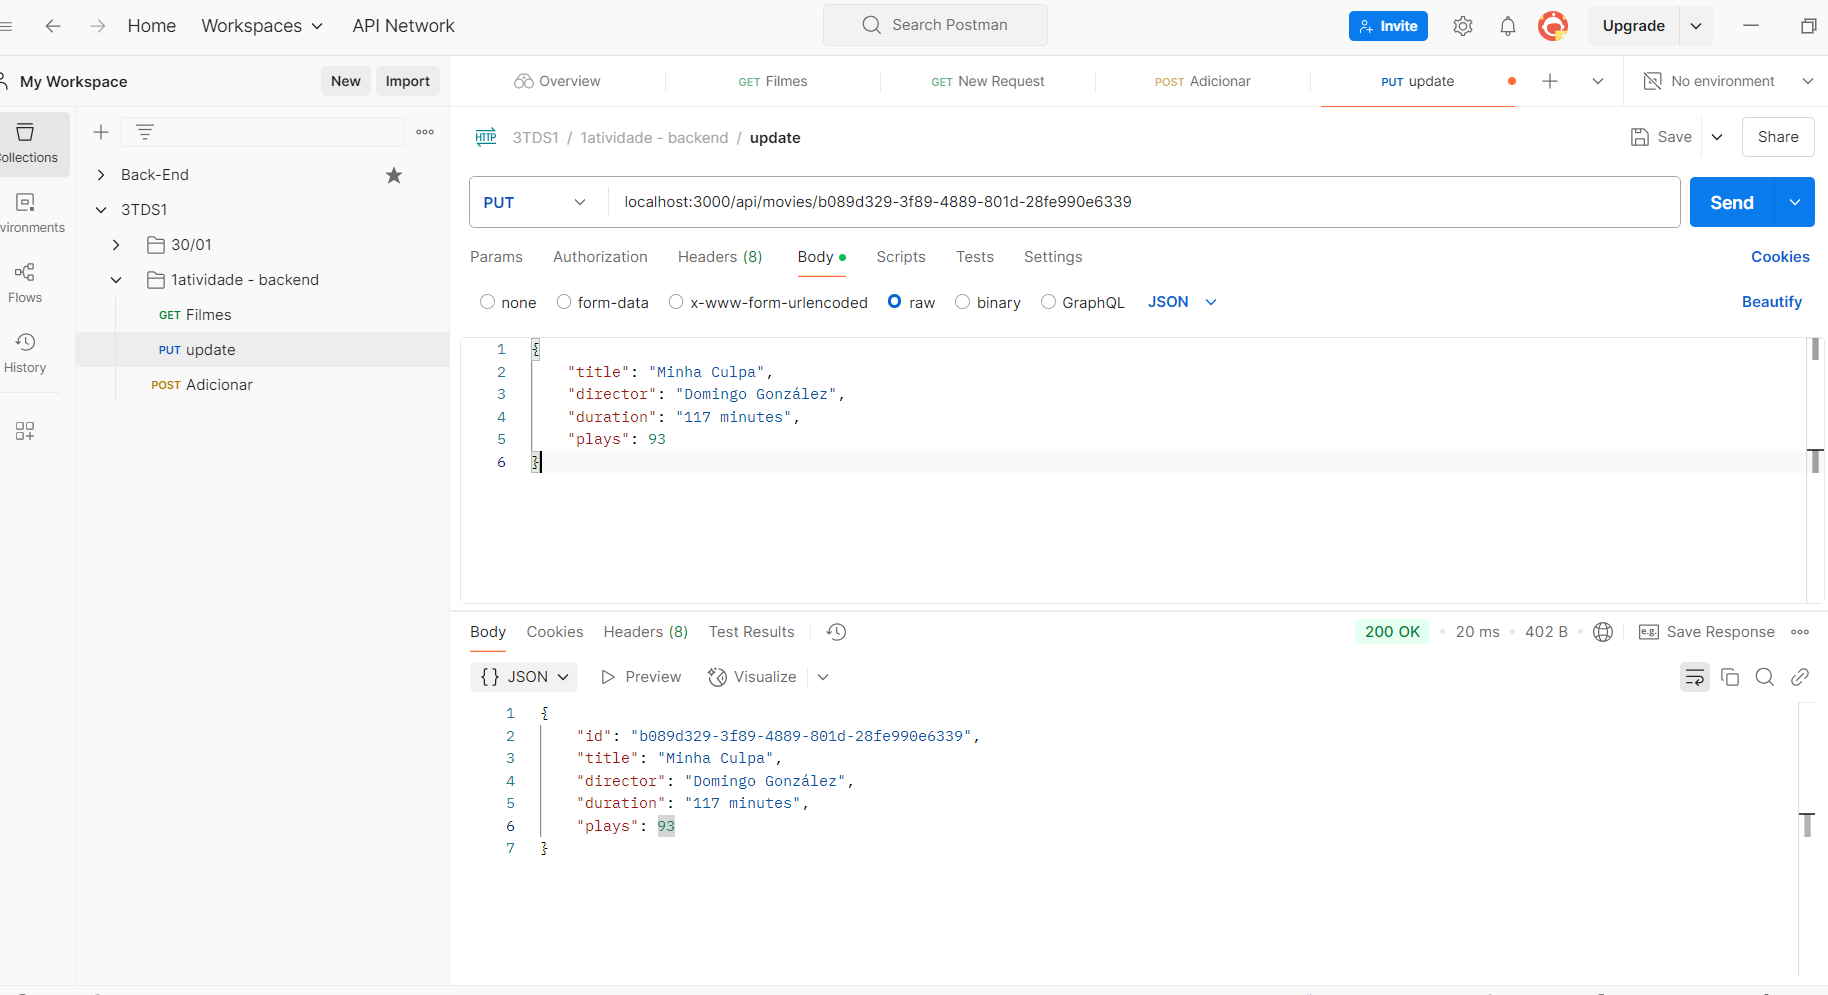 Home Workspaces API Network Search Postman Invite Upgrade
My Workspace New Import Overview GET Filmes GET New Request POST Adicionar PUT update No environment
Collections
Environments
Flows
History
Back-End
3TDS1
30/01
1atividade - backend
GET Filmes
PUT update
POST Adicionar
HTTP 3TDS1 / 1atividade - backend / update Save Share
PUT localhost:3000/api/movies/b089d329-3f89-4889-801d-28fe990e6339 Send
Params Authorization Headers (8) Body Scripts Tests Settings Cookies
none form-data x-www-form-urlencoded raw binary GraphQL JSON Beautify
1 {
2 "title": "Minha Culpa",
3 "director": "Domingo González",
4 "duration": "117 minutes",
5 "plays": 93
6 }
Body Cookies Headers (8) Test Results 200 OK 20 ms 402 B e.g. Save Response
{} JSON Preview Visualize
1 {
2 "id": "b089d329-3f89-4889-801d-28fe990e6339",
3 "title": "Minha Culpa",
4 "director": "Domingo González",
5 "duration": "117 minutes",
6 "plays": 93
7 }